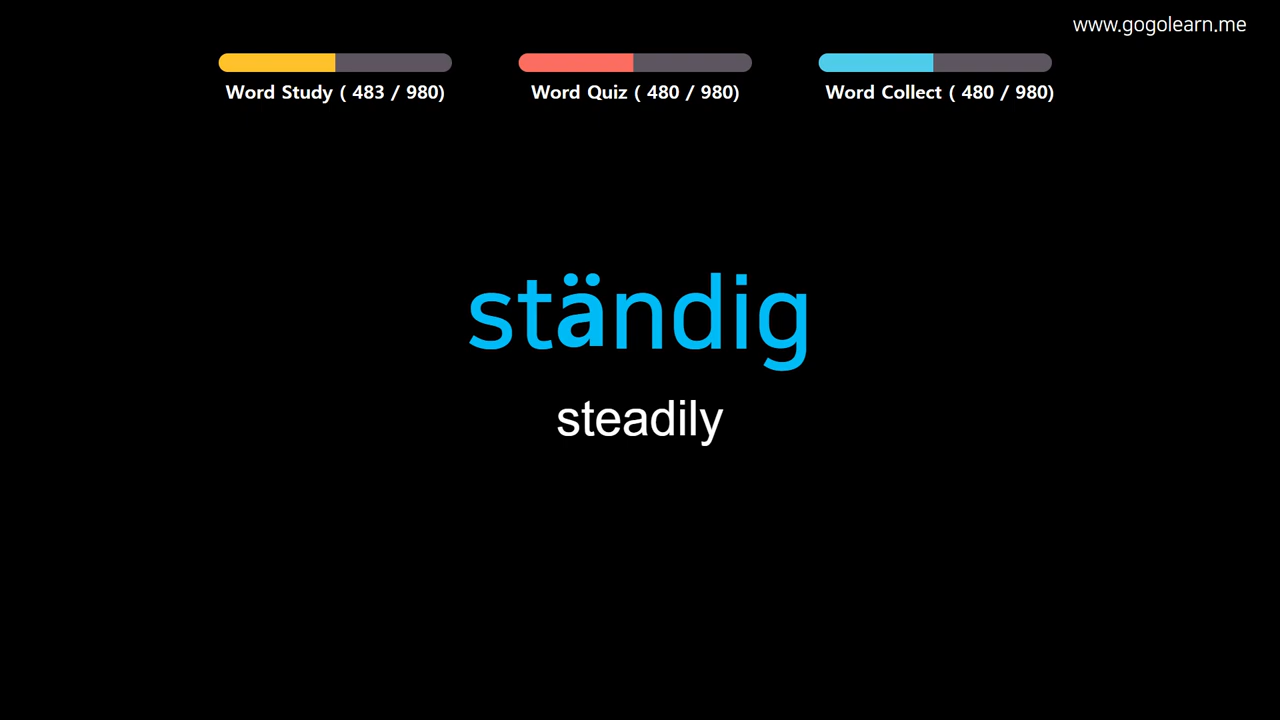 www.gogolearn.me
Word Study ( 483 / 980)
Word Quiz ( 480 / 980)
Word Collect ( 480 / 980)
ständig
steadily